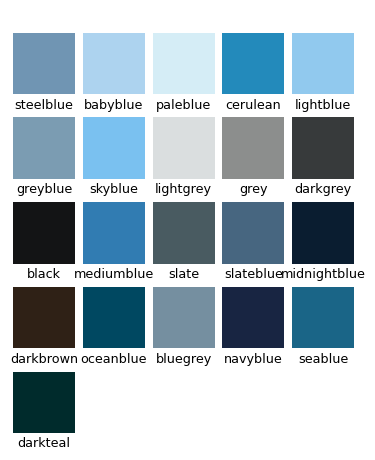 steelblue babyblue paleblue cerulean lightblue
greyblue skyblue lightgrey grey darkgrey
black mediumblue slate slateblue midnightblue
darkbrown oceanblue bluegrey navyblue seablue
darkteal